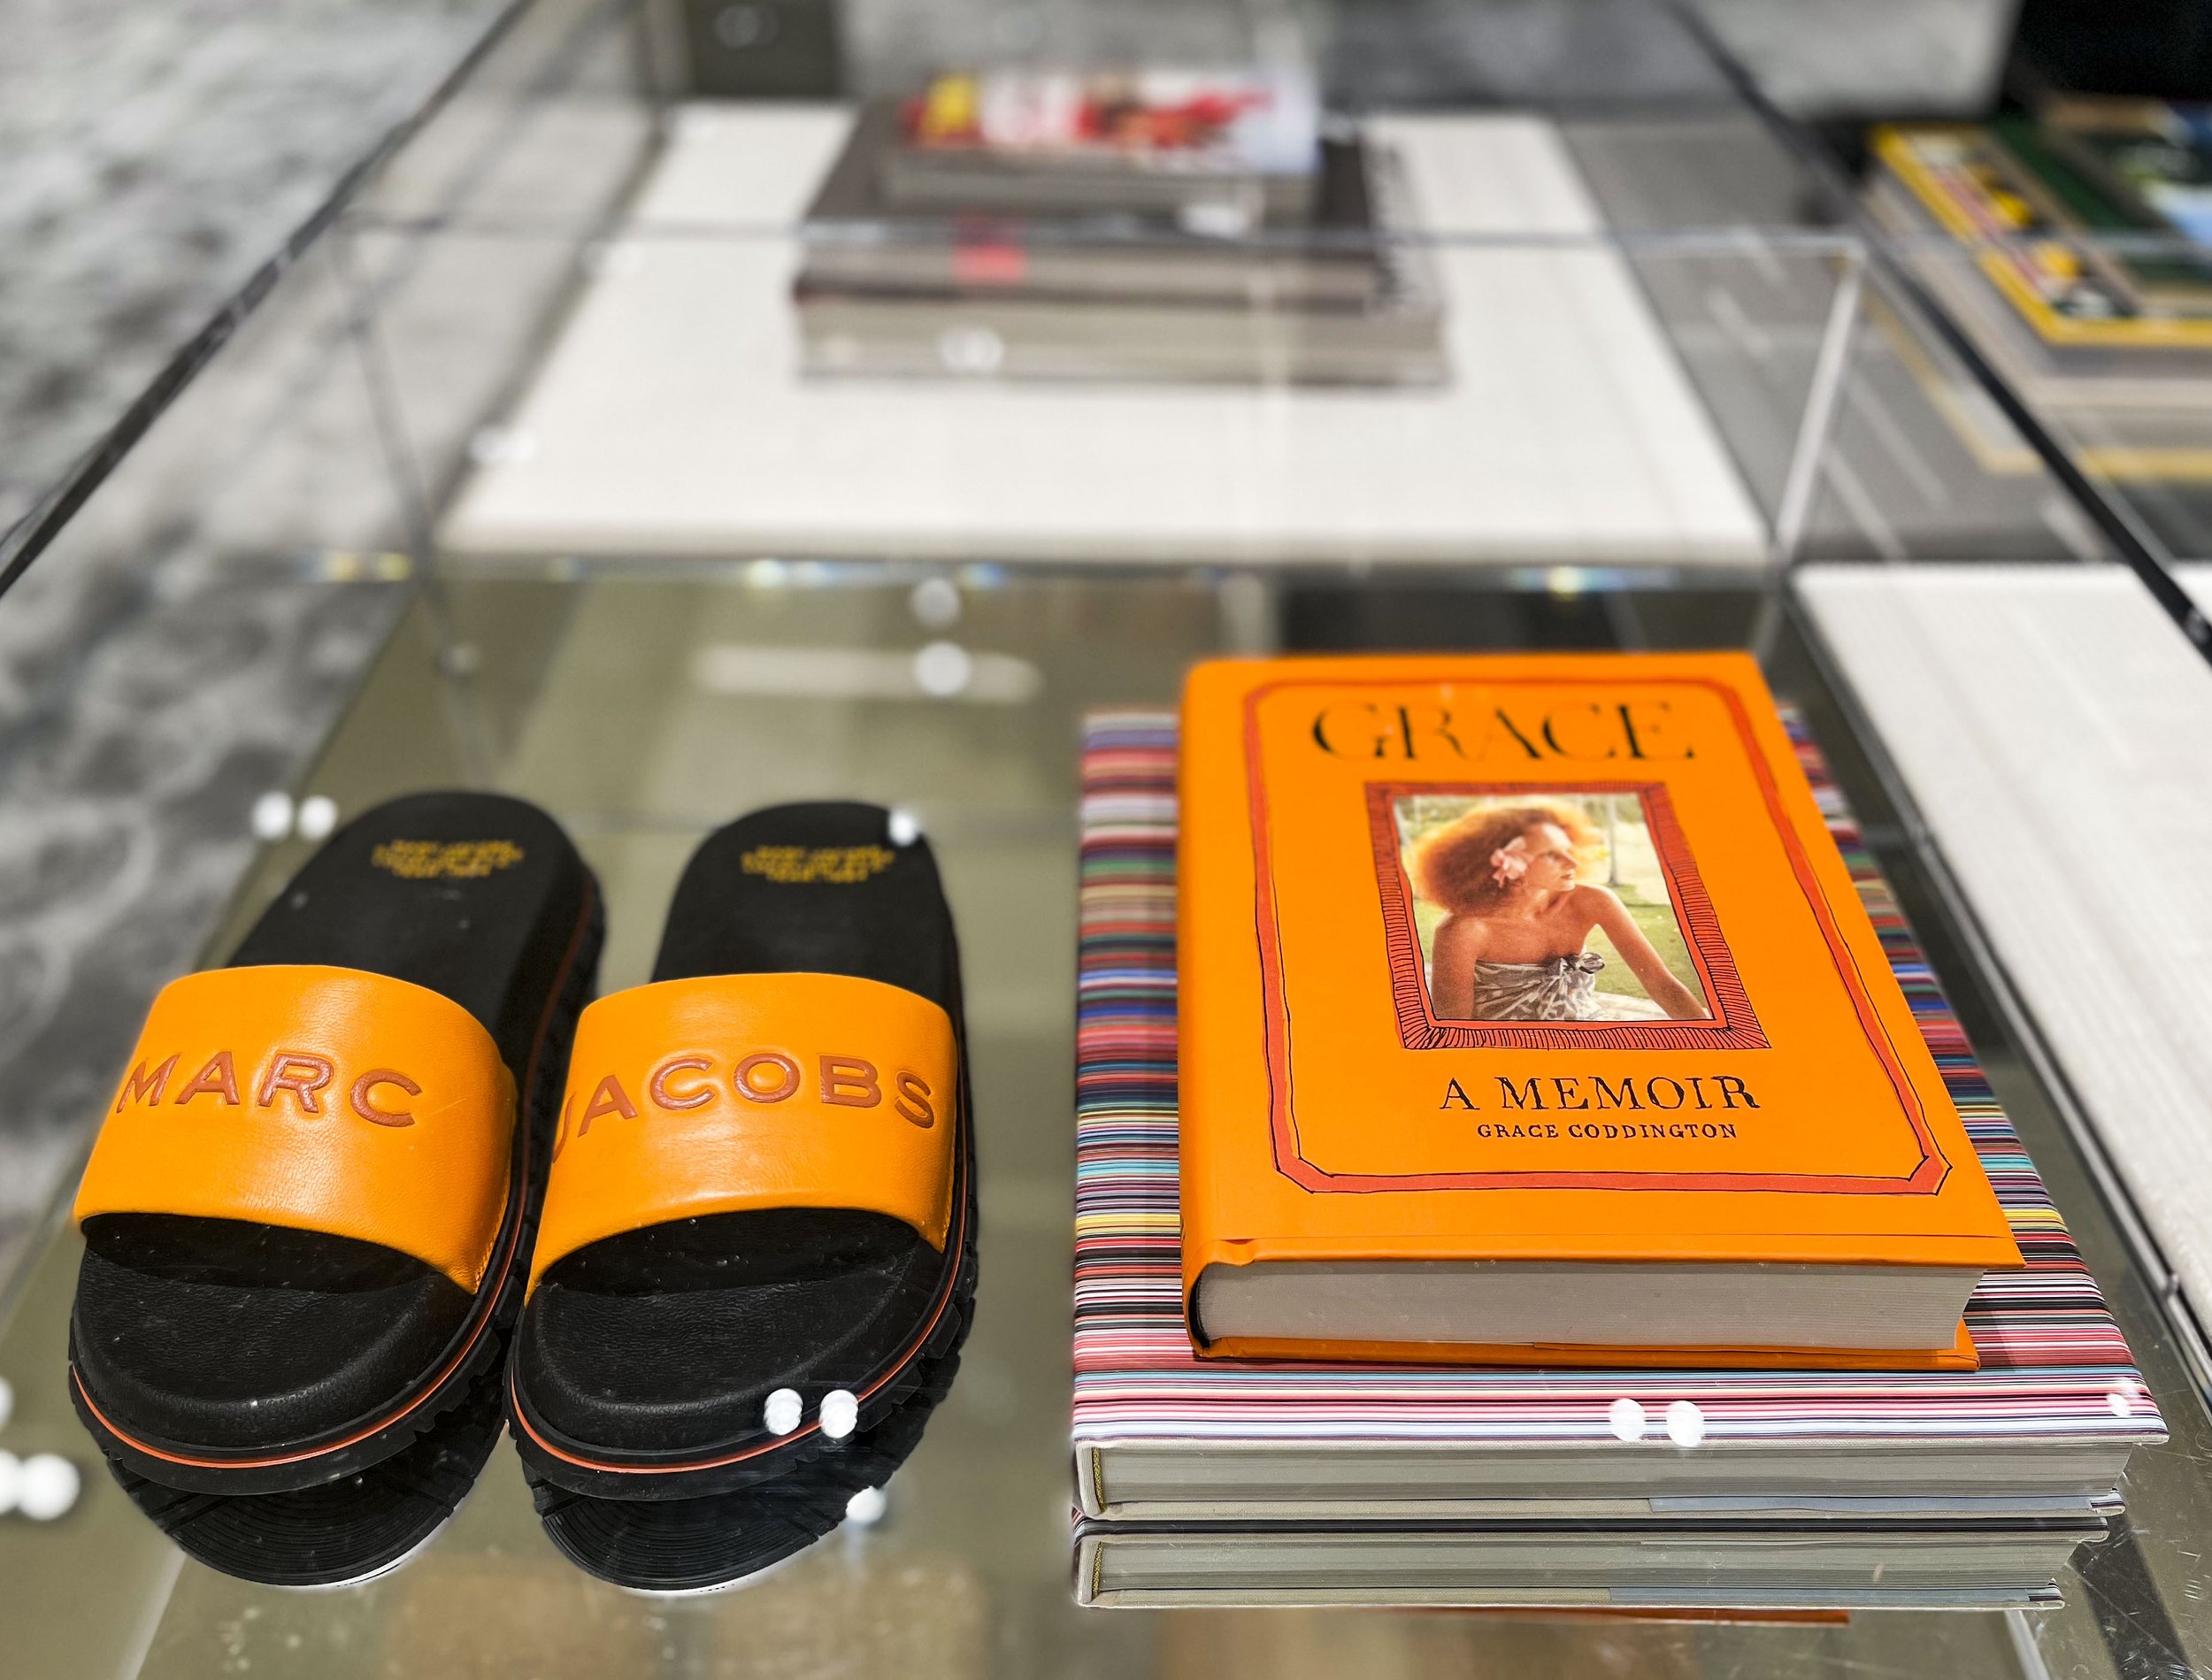 MARC
JACOBS
GRACE
A MEMOIR
GRACE CODDINGTON